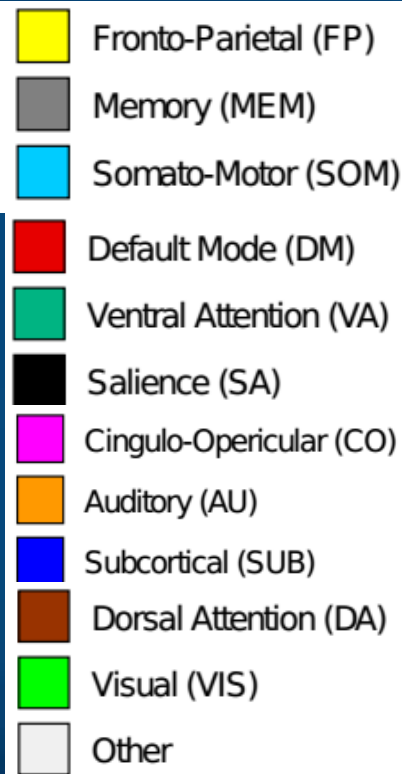 Fronto-Parietal (FP)
Memory (MEM)
Somato-Motor (SOM)
Default Mode (DM)
Ventral Attention (VA)
Salience (SA)
Cingulo-Opericular (CO)
Auditory (AU)
Subcortical (SUB)
Dorsal Attention (DA)
Visual (VIS)
Other